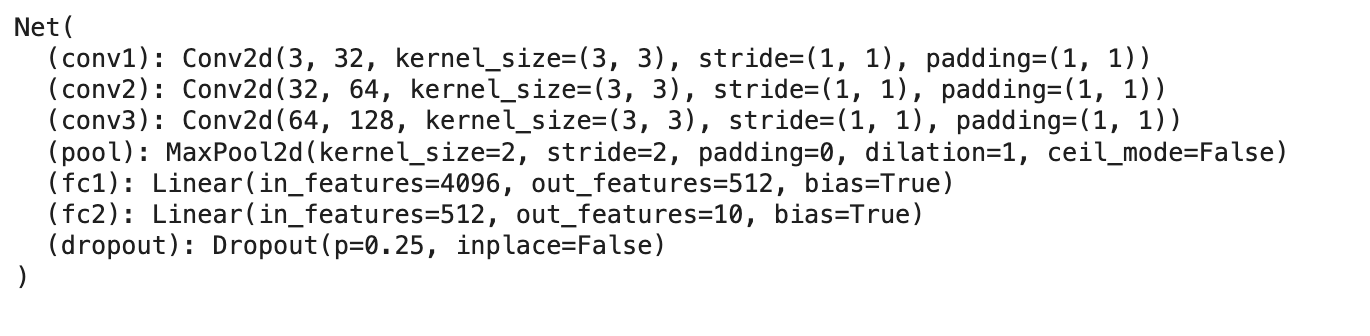 Net(
  (conv1): Conv2d(3, 32, kernel_size=(3, 3), stride=(1, 1), padding=(1, 1))
  (conv2): Conv2d(32, 64, kernel_size=(3, 3), stride=(1, 1), padding=(1, 1))
  (conv3): Conv2d(64, 128, kernel_size=(3, 3), stride=(1, 1), padding=(1, 1))
  (pool): MaxPool2d(kernel_size=2, stride=2, padding=0, dilation=1, ceil_mode=False)
  (fc1): Linear(in_features=4096, out_features=512, bias=True)
  (fc2): Linear(in_features=512, out_features=10, bias=True)
  (dropout): Dropout(p=0.25, inplace=False)
)